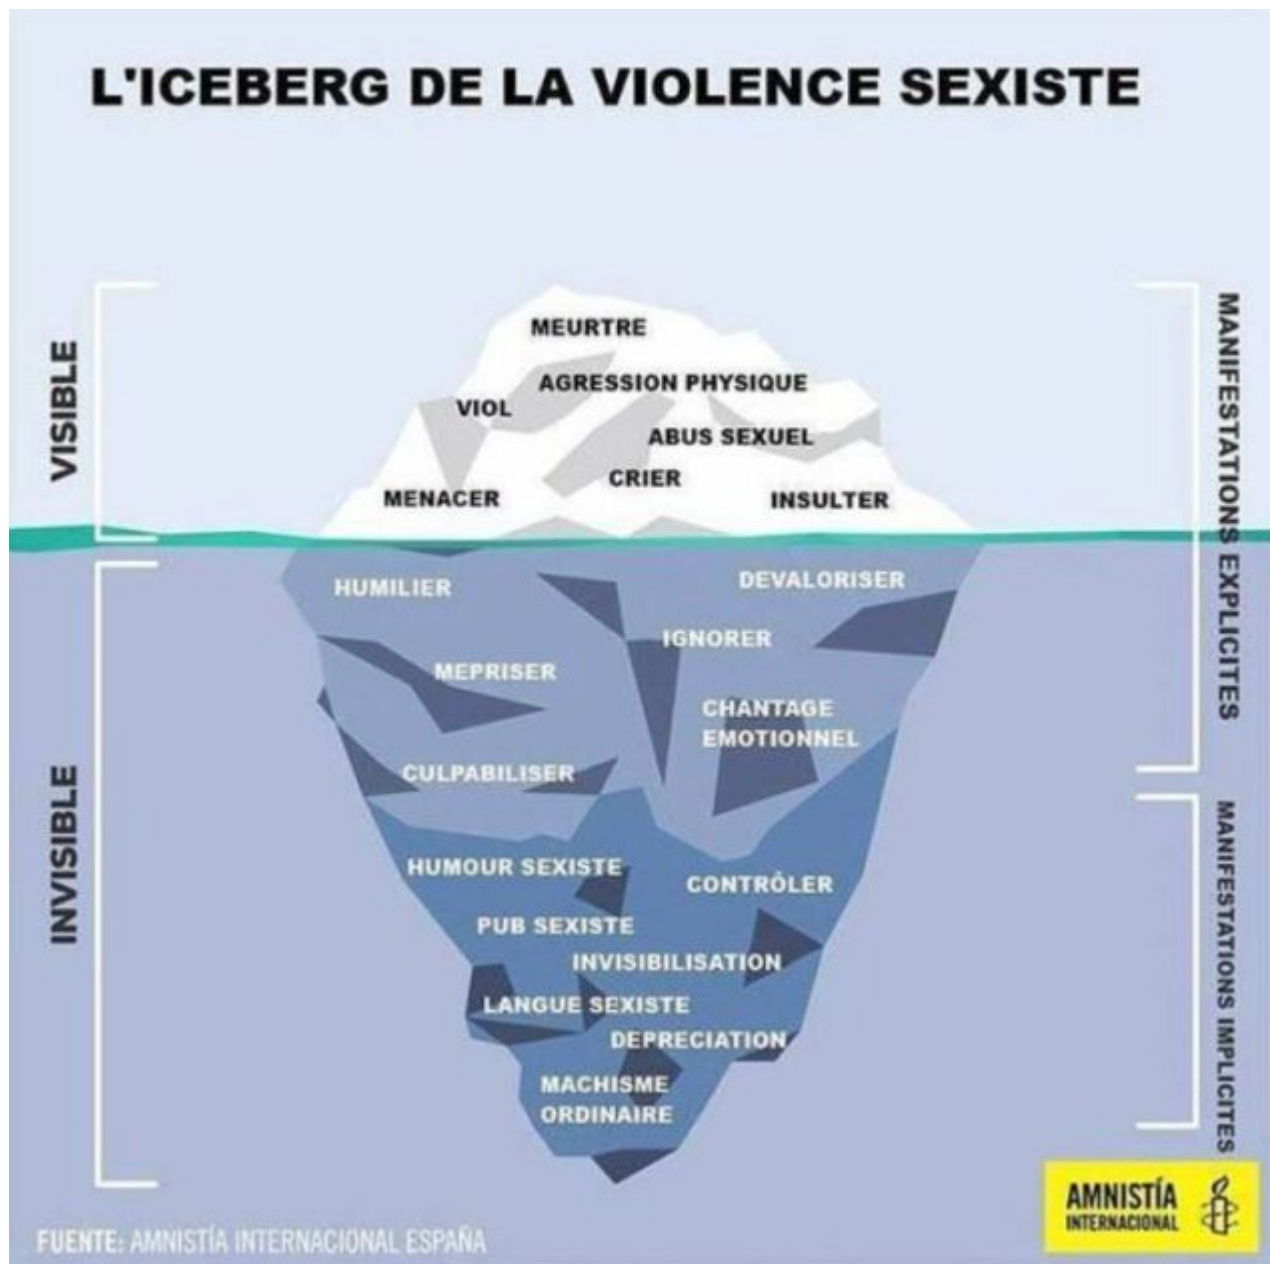 L'ICEBERG DE LA VIOLENCE SEXISTE
VISIBLE
MANIFESTATIONS EXPLICITES
MEURTRE
AGRESSION PHYSIQUE
VIOL
ABUS SEXUEL
CRIER
MENACER
INSULTER
INVISIBLE
HUMILIER
DEVALORISER
IGNORER
MEPRISER
CHANTAGE
EMOTIONNEL
CULPABILISER
MANIFESTATIONS IMPLICITES
HUMOUR SEXISTE
CONTRÔLER
PUB SEXISTE
INVISIBILISATION
LANGUE SEXISTE
DEPRECIATION
MACHISME
ORDINAIRE
AMNISTÍA
INTERNACIONAL
FUENTE: AMNISTÍA INTERNACIONAL ESPAÑA